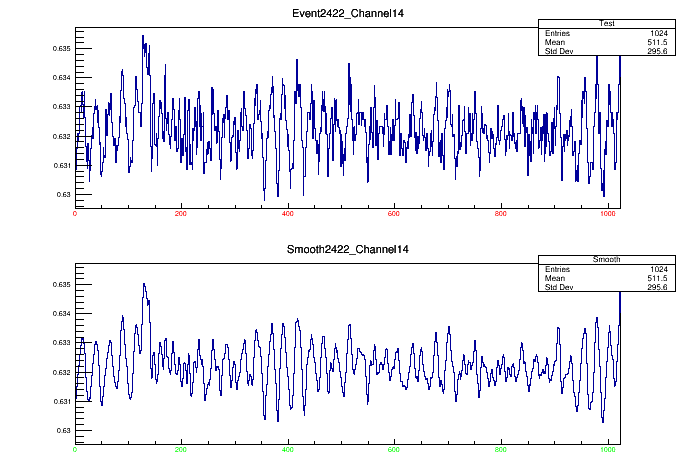 Event2422_Channel14
Test
Entries 1024
Mean 511.5
Std Dev 295.6
0.635
0.634
0.633
0.632
0.631
0.63
0 200 400 600 800 1000
Smooth2422_Channel14
Smooth
Entries 1024
Mean 511.5
Std Dev 295.6
0.635
0.634
0.633
0.632
0.631
0.63
0 200 400 600 800 1000